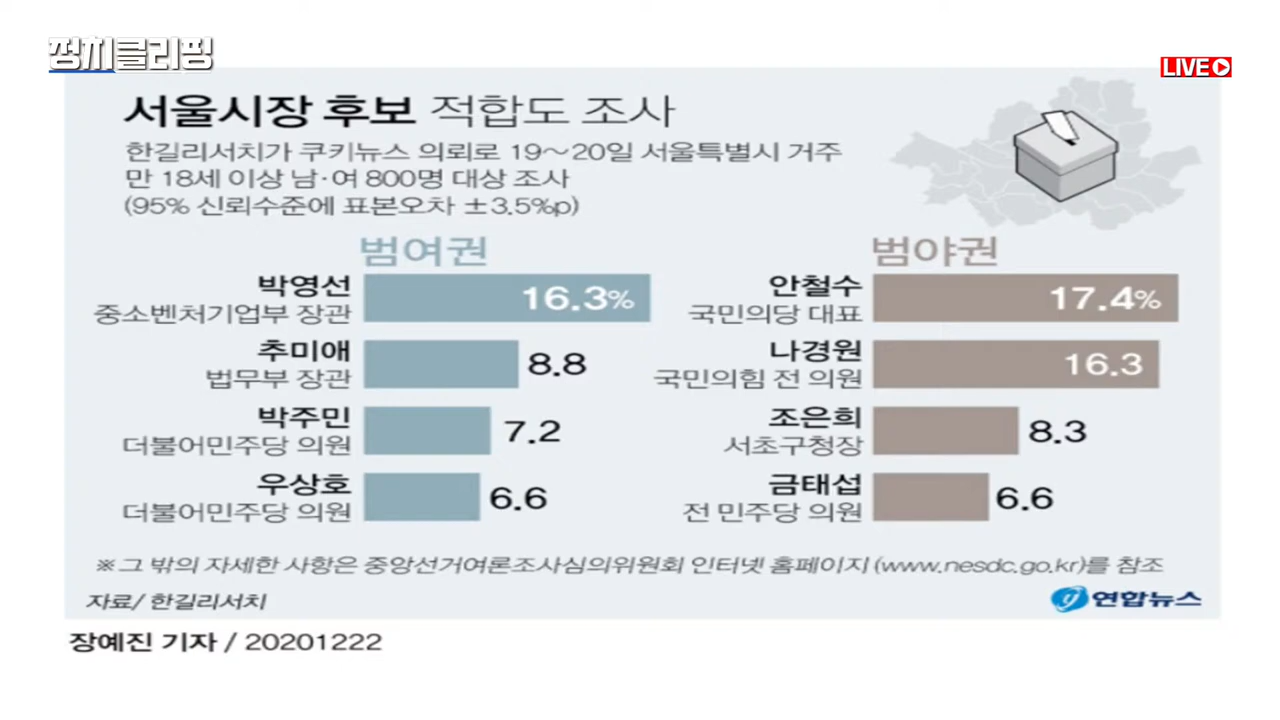 정치클리핑
LIVE
서울시장 후보 적합도 조사
한길리서치가 쿠키뉴스 의뢰로 19～20일 서울특별시 거주
만 18세 이상 남·여 800명 대상 조사
(95% 신뢰수준에 표본오차 ±3.5%p)
범여권
박영선
중소벤처기업부 장관
16.3%
추미애
법무부 장관
8.8
박주민
더불어민주당 의원
7.2
우상호
더불어민주당 의원
6.6
범야권
안철수
국민의당 대표
17.4%
나경원
국민의힘 전 의원
16.3
조은희
서초구청장
8.3
금태섭
전 민주당 의원
6.6
※그 밖의 자세한 사항은 중앙선거여론조사심의위원회 인터넷 홈페이지 (www.nesdc.go.kr)를 참조
자료/ 한길리서치
연합뉴스
장예진 기자 / 20201222